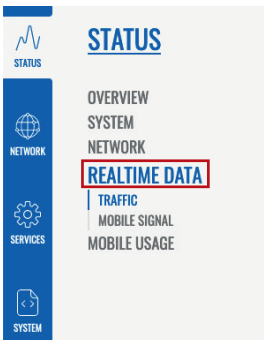 STATUS
NETWORK
SERVICES
SYSTEM
STATUS
OVERVIEW
SYSTEM
NETWORK
REALTIME DATA
TRAFFIC
MOBILE SIGNAL
MOBILE USAGE